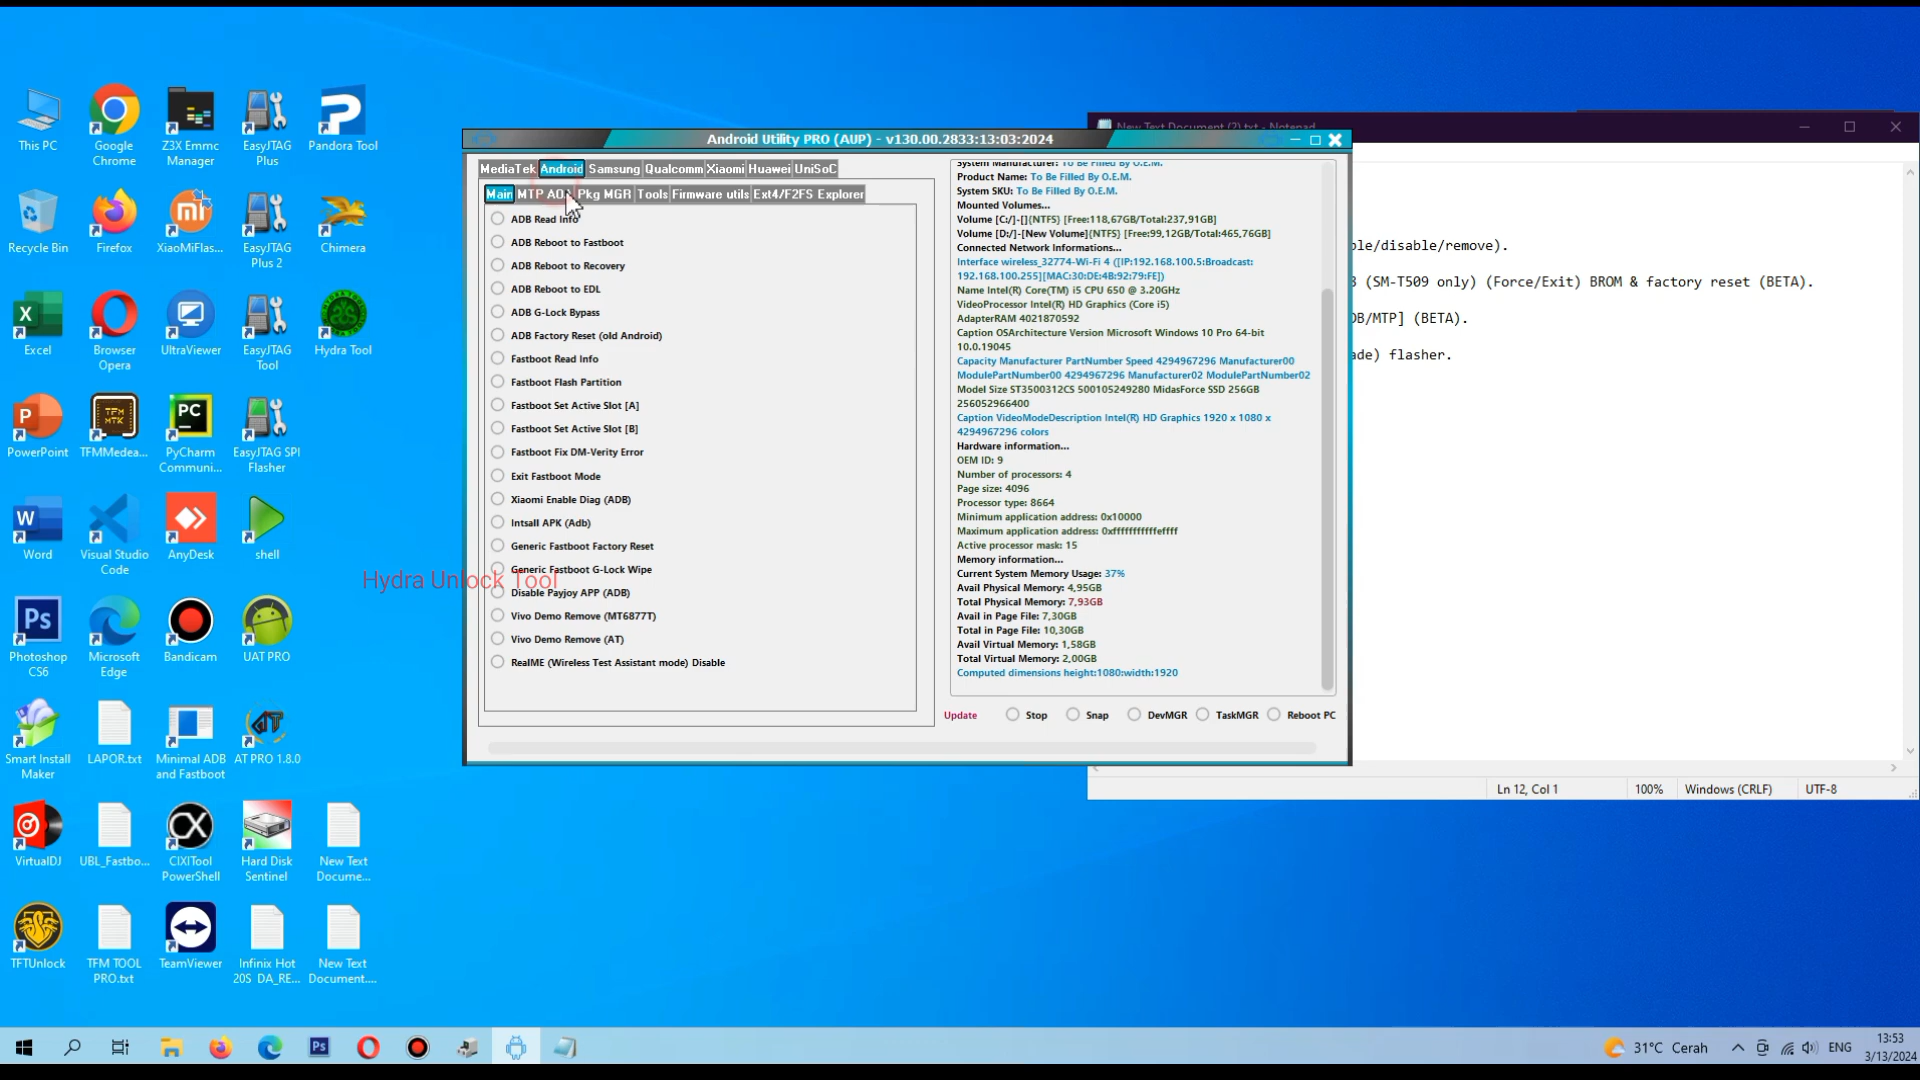 This PC
Google
Chrome
Z3X Emmc
Manager
EasyJTAG
Plus
Pandora Tool
Recycle Bin
Firefox
XiaoMiFlas...
EasyJTAG
Plus 2
Chimera
Excel
Browser
Opera
UltraViewer
EasyJTAG
Tool
Hydra Tool
PowerPoint
TFMMedea...
PyCharm
Communi...
EasyJTAG SPI
Flasher
Word
Visual Studio
Code
AnyDesk
shell
Photoshop
CS6
Microsoft
Edge
Bandicam
UAT PRO
Smart Install
Maker
LAPOR.txt
Minimal ADB
and Fastboot
AT PRO 1.8.0
VirtualDJ
UBL_Fastbo...
CIXITool
PowerShell
Hard Disk
Sentinel
New Text
Docume...
TFTUnlock
TFM TOOL
PRO.txt
TeamViewer
Infinix Hot
20S DA_RE...
New Text
Document....
Android Utility PRO (AUP) - v130.00.2833:13:03:2024
MediaTek Android Samsung Qualcomm Xiaomi Huawei UniSoC
Main MTP Pkg MGR Tools Firmware utils Ext4/F2FS Explorer
ADB Read Info
ADB Reboot to Fastboot
ADB Reboot to Recovery
ADB Reboot to EDL
ADB G-Lock Bypass
ADB Factory Reset (old Android)
Fastboot Read Info
Fastboot Flash Partition
Fastboot Set Active Slot [A]
Fastboot Set Active Slot [B]
Fastboot Fix DM-Verity Error
Exit Fastboot Mode
Xiaomi Enable Diag (ADB)
Intsall APK (Adb)
Generic Fastboot Factory Reset
Generic Fastboot G-Lock Wipe
Hydra Unlock Tool
Disable Payjoy APP (ADB)
Vivo Demo Remove (MT6877T)
Vivo Demo Remove (AT)
RealME (Wireless Test Assistant mode) Disable
System Manufacturer: To Be Filled By O.E.M.
Product Name: To Be Filled By O.E.M.
System SKU: To Be Filled By O.E.M.
Mounted Volumes...
Volume [C:/]-[](NTFS) [Free:118,67GB/Total:237,91GB]
Volume [D:/]-[New Volume](NTFS) [Free:99,12GB/Total:465,76GB]
Connected Network Informations...
Interface wireless_32774-Wi-Fi 4 ([IP:192.168.100.5:Broadcast:
192.168.100.255][MAC:30:DE:4B:92:79:FE])
Name Intel(R) Core(TM) i5 CPU 650 @ 3.20GHz
VideoProcessor Intel(R) HD Graphics (Core i5)
AdapterRAM 4021870592
Caption OSArchitecture Version Microsoft Windows 10 Pro 64-bit
10.0.19045
Capacity Manufacturer PartNumber Speed 4294967296 Manufacturer00
ModulePartNumber00 4294967296 Manufacturer02 ModulePartNumber02
Model Size ST3500312CS 500105249280 MidasForce SSD 256GB
256052966400
Caption VideoModeDescription Intel(R) HD Graphics 1920 x 1080 x
4294967296 colors
Hardware information...
OEM ID: 9
Number of processors: 4
Page size: 4096
Processor type: 8664
Minimum application address: 0x10000
Maximum application address: 0xfffffffffffeffff
Active processor mask: 15
Memory information...
Current System Memory Usage: 37%
Avail Physical Memory: 4,95GB
Total Physical Memory: 7,93GB
Avail in Page File: 7,30GB
Total in Page File: 10,30GB
Avail Virtual Memory: 1,58GB
Total Virtual Memory: 2,00GB
Computed dimensions height:1080:width:1920
Update Stop Snap DevMGR TaskMGR Reboot PC
New Text Document (2).txt - Notepad
ble/disable/remove).
(SM-T509 only) (Force/Exit) BROM & factory reset (BETA).
DB/MTP] (BETA).
ade) flasher.
Ln 12, Col 1 100% Windows (CRLF) UTF-8
31°C Cerah ENG
13:53
3/13/2024